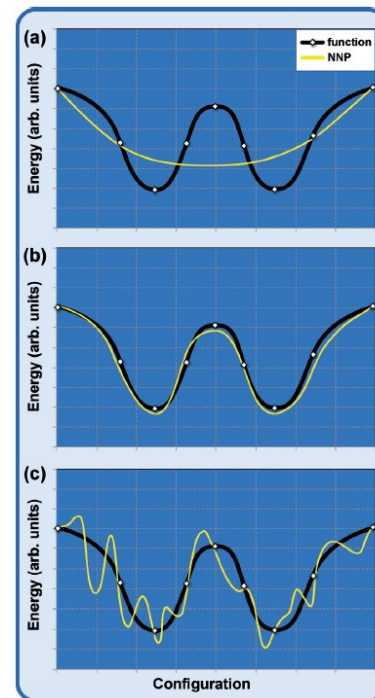 (a)
function
NNP
Energy (arb. units)
(b)
Energy (arb. units)
(c)
Energy (arb. units)
Configuration